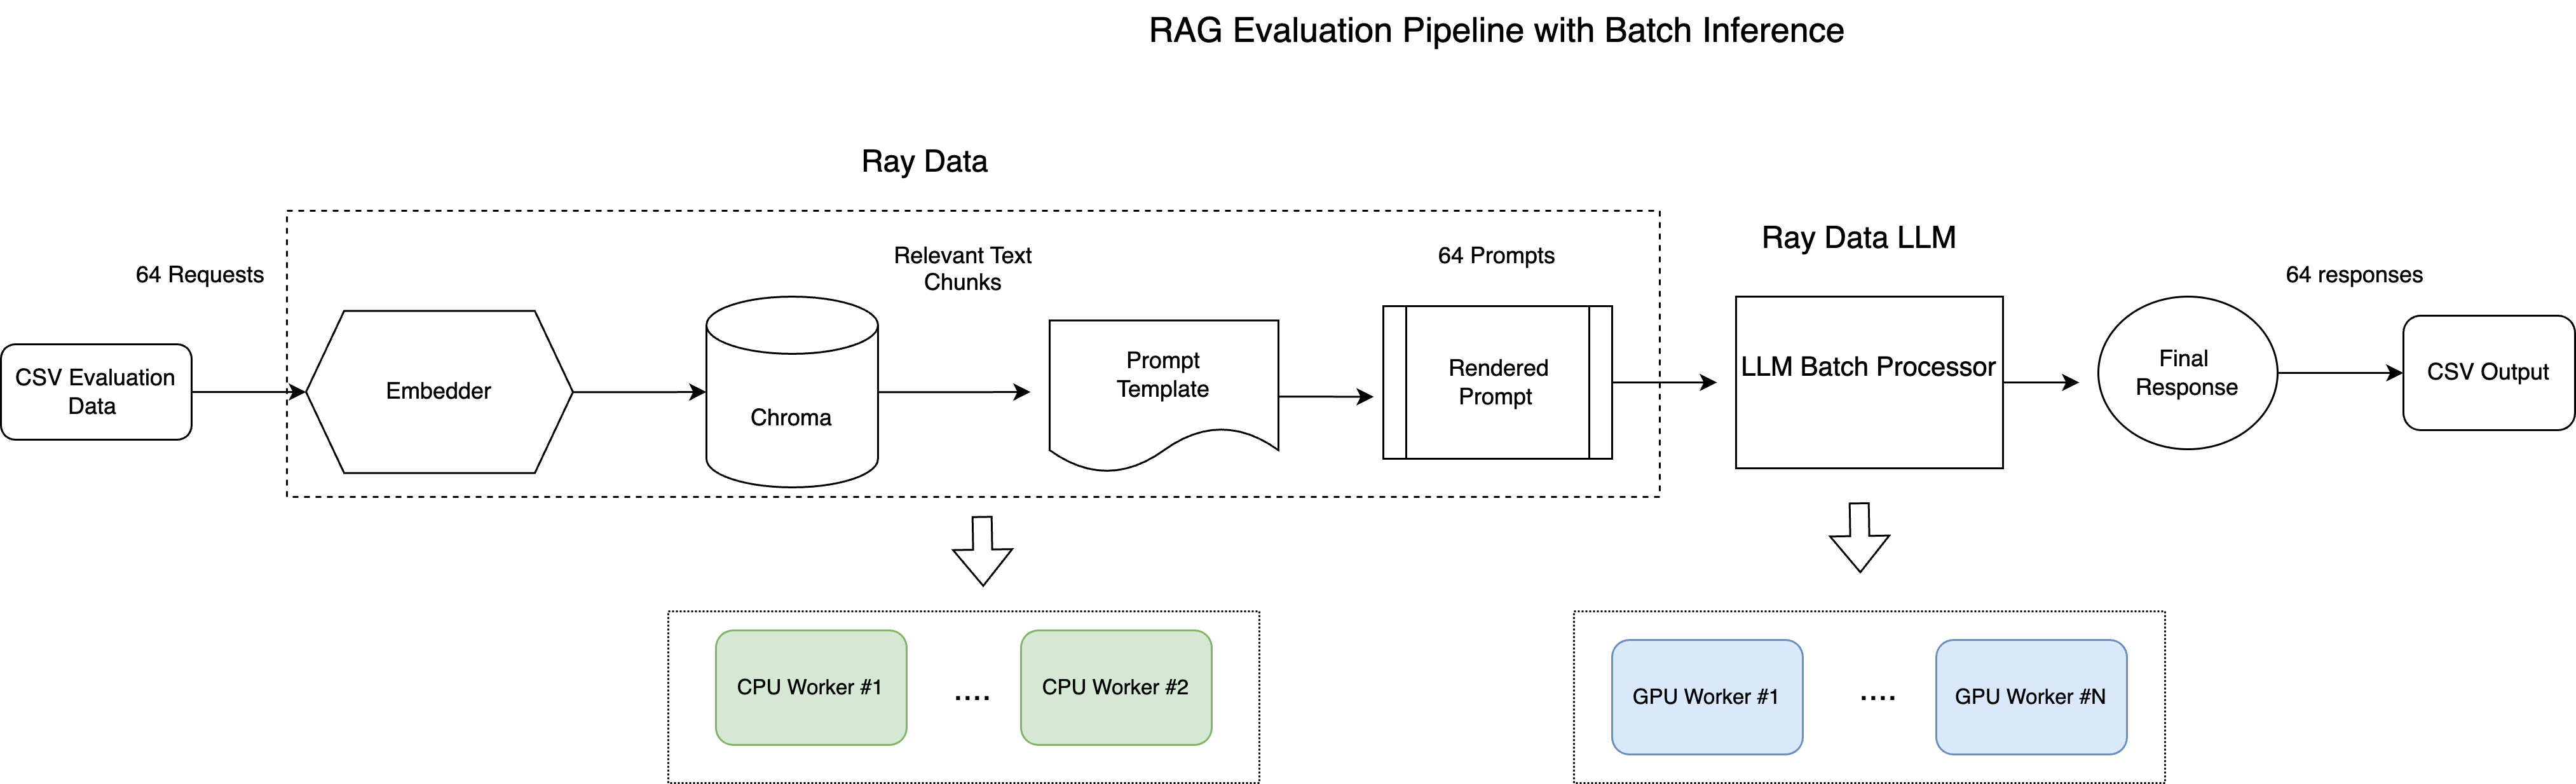 RAG Evaluation Pipeline with Batch Inference
Ray Data
Ray Data LLM
64 Requests
Relevant Text
Chunks
64 Prompts
64 responses
CSV Evaluation
Data
Embedder
Chroma
Prompt
Template
Rendered
Prompt
LLM Batch Processor
Final
Response
CSV Output
CPU Worker #1
....
CPU Worker #2
GPU Worker #1
....
GPU Worker #N